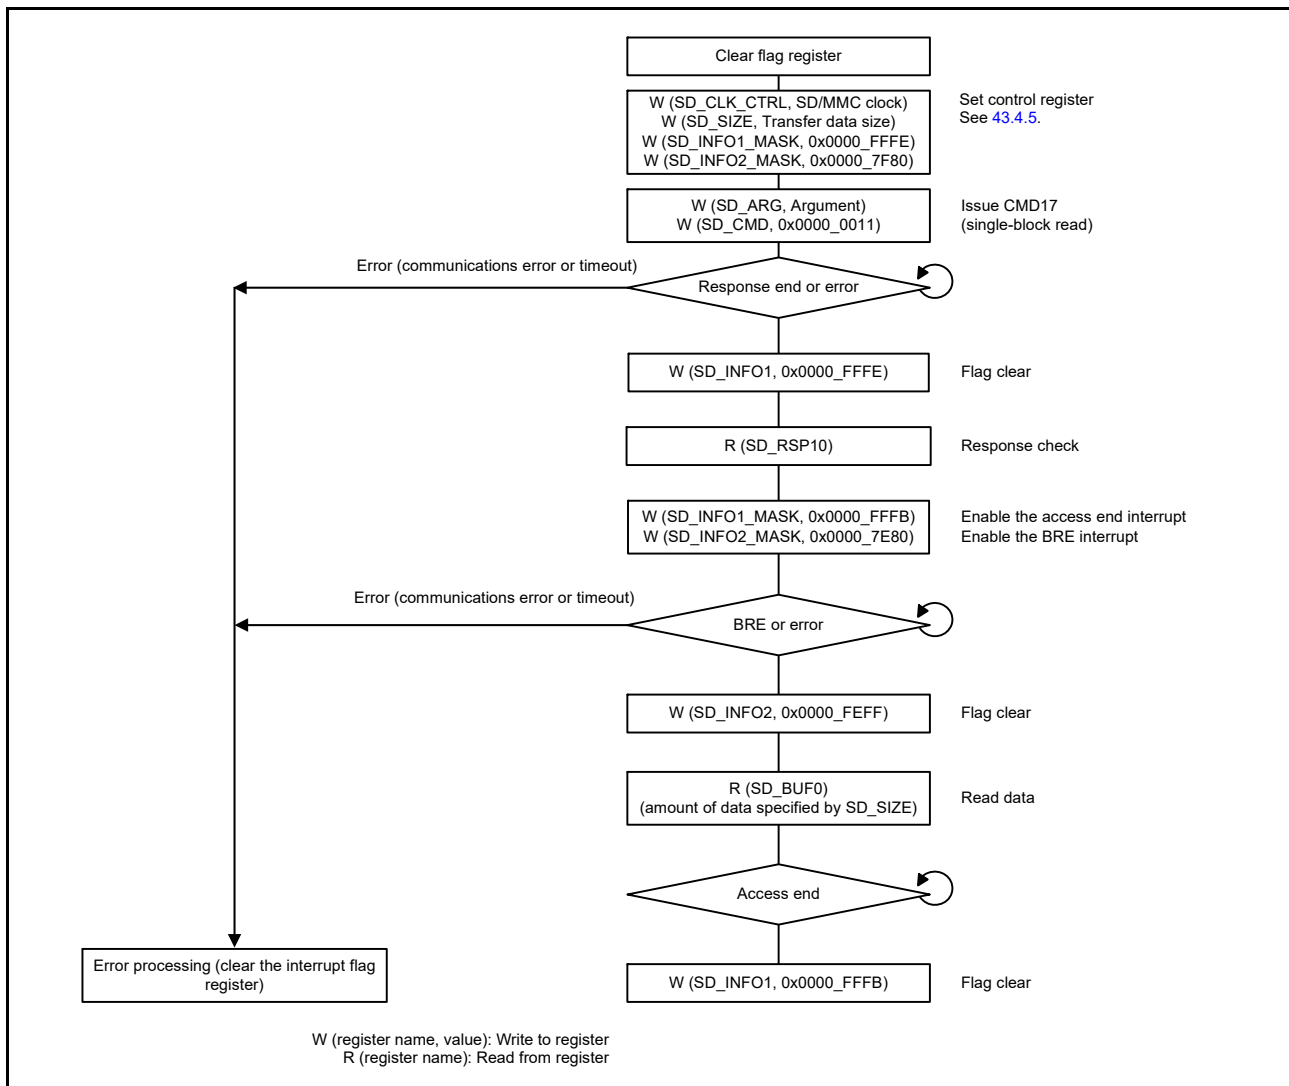 Clear flag register
W (SD_CLK_CTRL, SD/MMC clock)
W (SD_SIZE, Transfer data size)
W (SD_INFO1_MASK, 0x0000_FFFE)
W (SD_INFO2_MASK, 0x0000_7F80)
Set control register
See 43.4.5.
W (SD_ARG, Argument)
W (SD_CMD, 0x0000_0011)
Issue CMD17
(single-block read)
Error (communications error or timeout)
Response end or error
W (SD_INFO1, 0x0000_FFFE)
Flag clear
R (SD_RSP10)
Response check
W (SD_INFO1_MASK, 0x0000_FFFB)
W (SD_INFO2_MASK, 0x0000_7E80)
Enable the access end interrupt
Enable the BRE interrupt
Error (communications error or timeout)
BRE or error
W (SD_INFO2, 0x0000_FEFF)
Flag clear
R (SD_BUF0)
(amount of data specified by SD_SIZE)
Read data
Access end
Error processing (clear the interrupt flag
register)
W (SD_INFO1, 0x0000_FFFB)
Flag clear
W (register name, value): Write to register
R (register name): Read from register